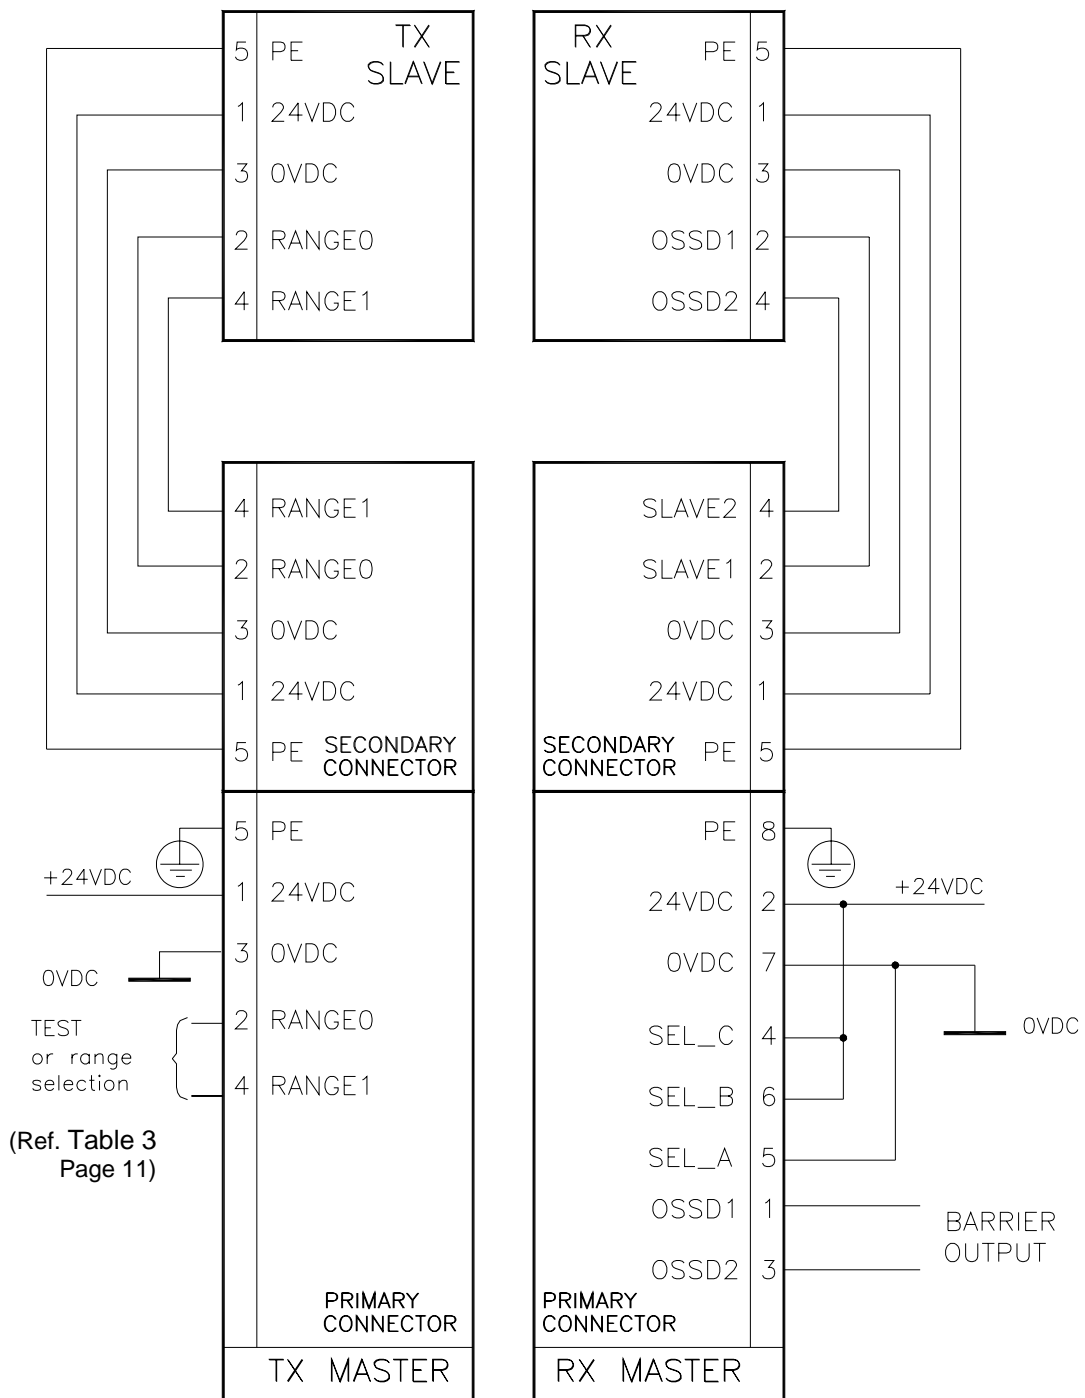 TX
SLAVE
5 PE
1 24VDC
3 0VDC
2 RANGE0
4 RANGE1
RX
SLAVE
PE 5
24VDC 1
0VDC 3
OSSD1 2
OSSD2 4
4 RANGE1
2 RANGE0
3 0VDC
1 24VDC
5 PE
SECONDARY
CONNECTOR
SLAVE2 4
SLAVE1 2
0VDC 3
24VDC 1
PE 5
SECONDARY
CONNECTOR
5 PE
+24VDC
1 24VDC
3 0VDC
0VDC
2 RANGE0
TEST
or range
selection
4 RANGE1
(Ref. Table 3
Page 11)
PRIMARY
CONNECTOR
TX MASTER
PE 8
24VDC 2
+24VDC
0VDC 7
0VDC
SEL_C 4
SEL_B 6
SEL_A 5
OSSD1 1
OSSD2 3
BARRIER
OUTPUT
PRIMARY
CONNECTOR
RX MASTER